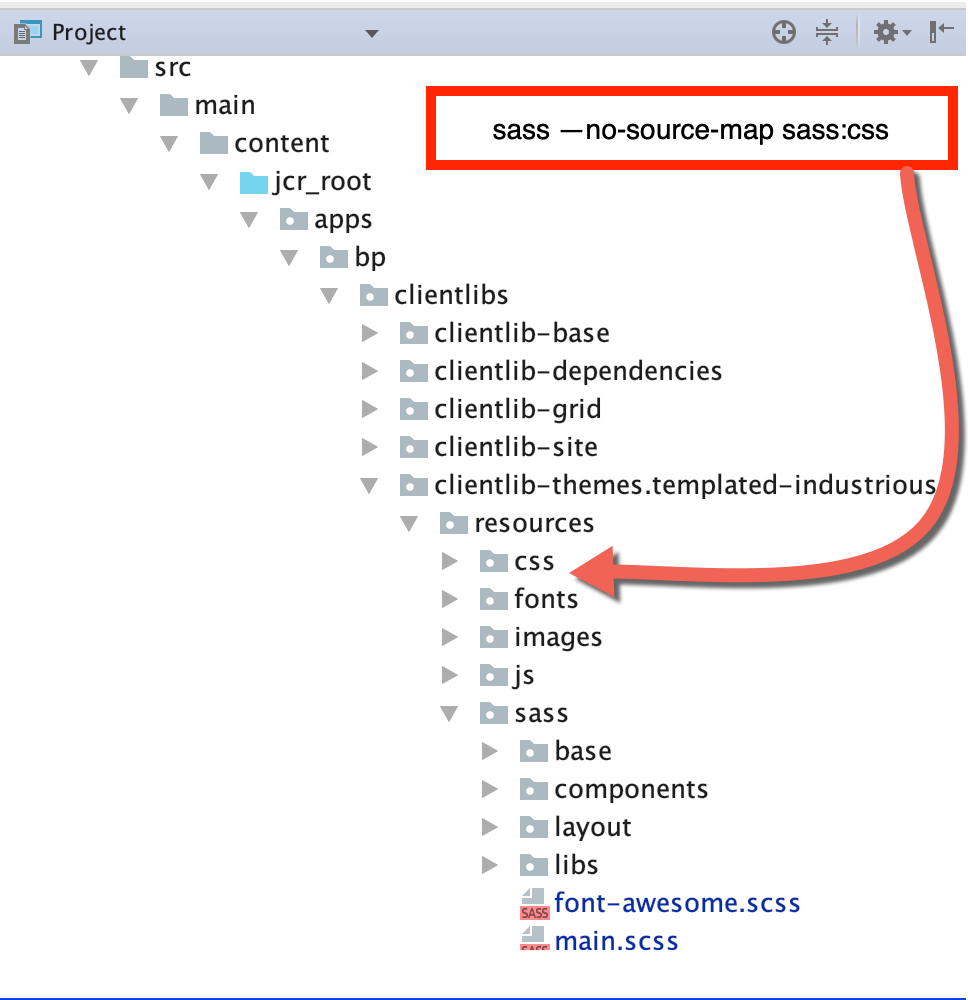 Project
src
main
sass —no-source-map sass:css
content
jcr_root
apps
bp
clientlibs
clientlib-base
clientlib-dependencies
clientlib-grid
clientlib-site
clientlib-themes.templated-industrious
resources
css
fonts
images
js
sass
base
components
layout
libs
SASS font-awesome.scss
SASS main.scss